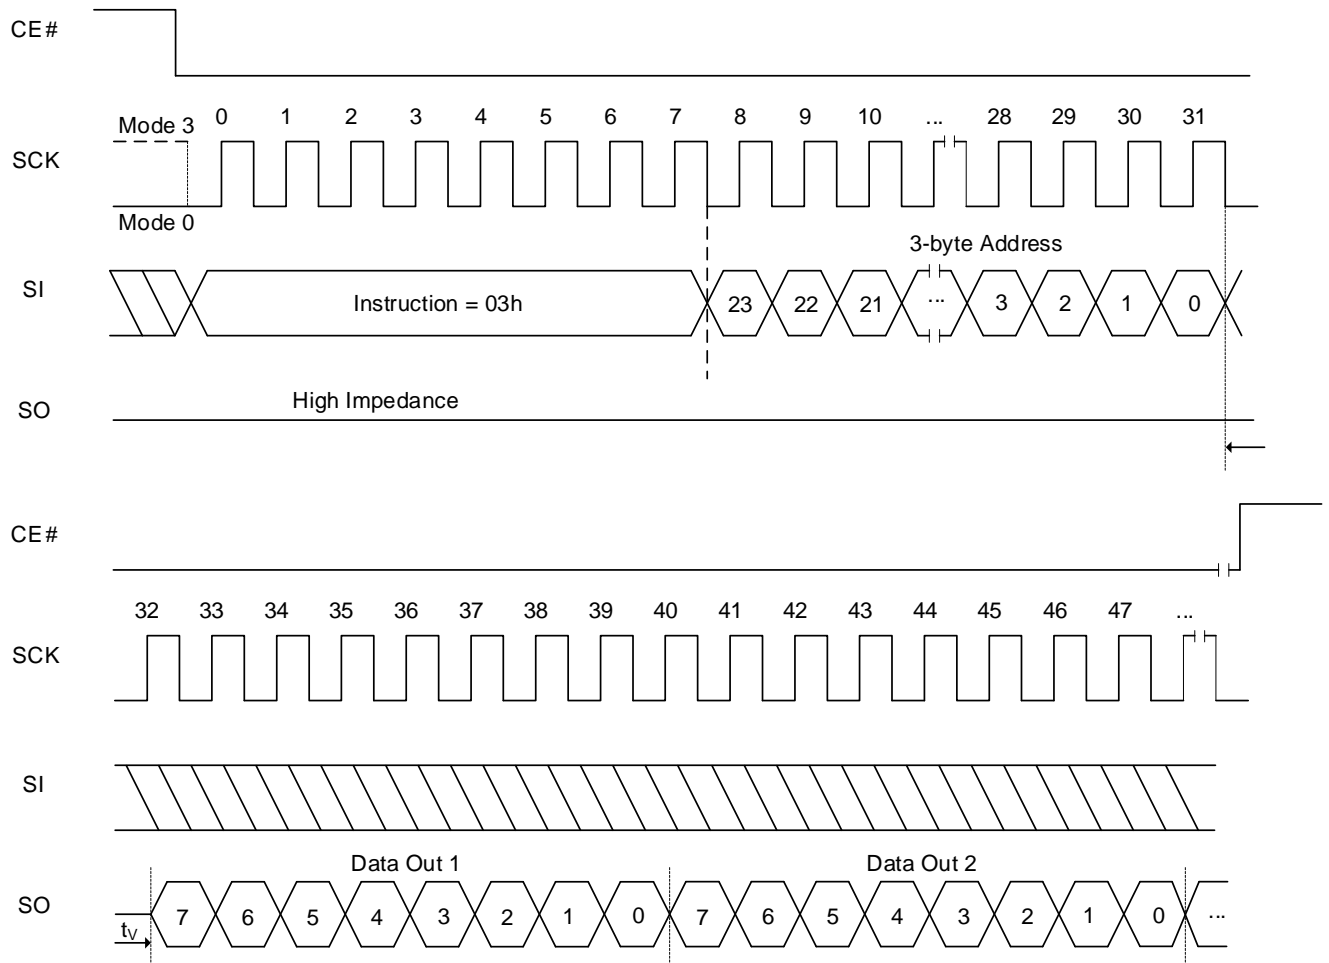 CE#
0 1 2 3 4 5 6 7 8 9 10 ... 28 29 30 31
Mode 3
SCK
Mode 0
3-byte Address
SI
Instruction = 03h
23 22 21 ... 3 2 1 0
High Impedance
SO
CE#
32 33 34 35 36 37 38 39 40 41 42 43 44 45 46 47 ...
SCK
SI
Data Out 1 Data Out 2
SO
7 6 5 4 3 2 1 0 7 6 5 4 3 2 1 0 ...
tV